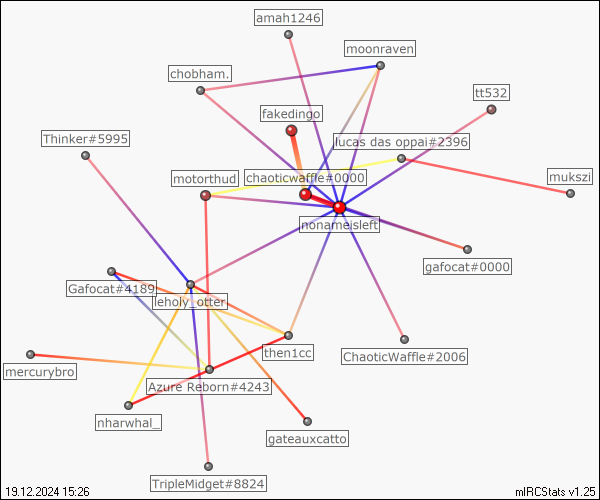 amah1246
moonraven
chobham.
tt532
fakedingo
Thinker#5995
lucas das oppai#2396
motorthud
chaoticwaffle#0000
mukszi
nonameisleft
gafocat#0000
Gafocat#4189
leholy_otter
then1cc
ChaoticWaffle#2006
mercurybro
Azure Reborn#4243
nharwhal_
gateauxcatto
TripleMidget#8824
19.12.2024 15:26
mIRCStats v1.25